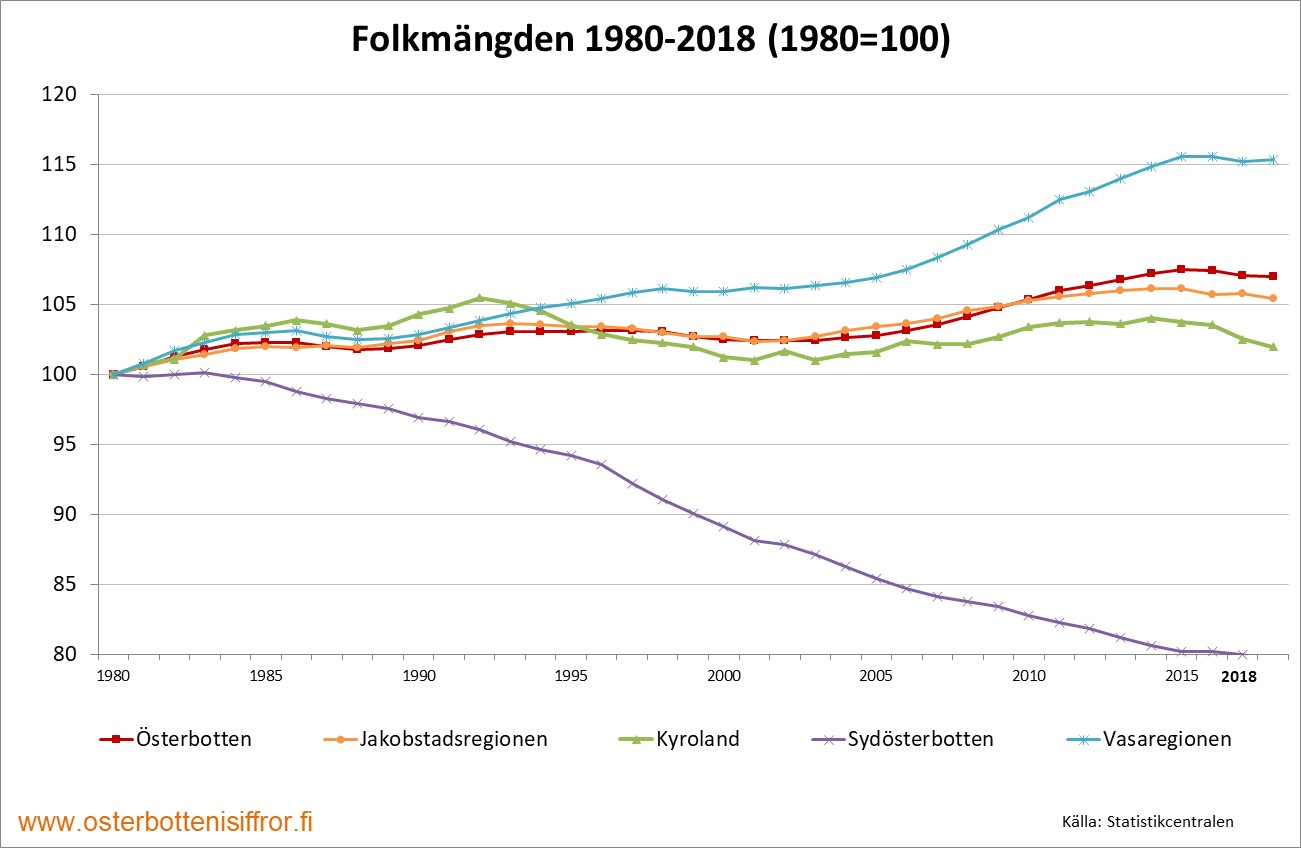 Folkmängden 1980-2018 (1980=100)
120
115
110
105
100
95
90
85
80
1980 1985 1990 1995 2000 2005 2010 2015 2018
Österbotten Jakobstadsregionen Kyroland Sydösterbotten Vasaregionen
www.osterbottenisiffror.fi
Källa: Statistikcentralen